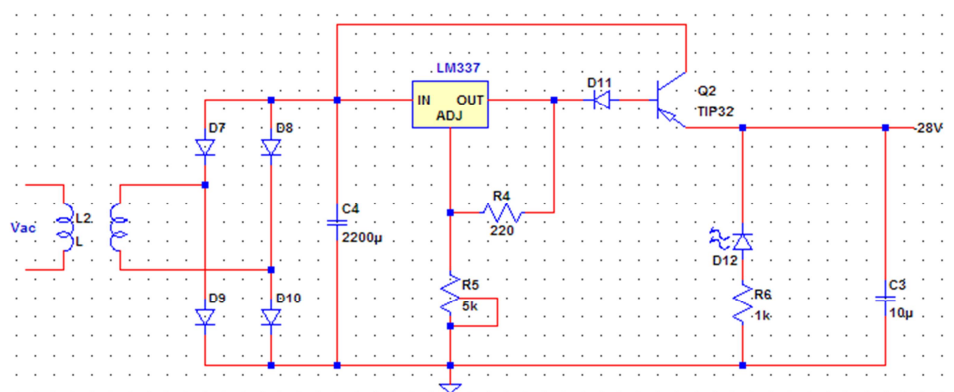 LM337
IN OUT
ADJ
D11
Q2
TIP32
D7
D8
-28V
R4
220
C4
2200µ
Vac
L2
L
D12
R5
5k
D9
D10
R6
1k
C3
10µ